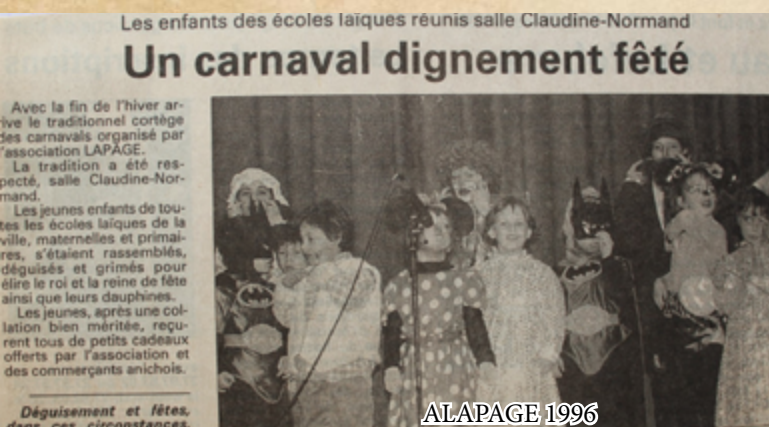 Les enfants des écoles laïques réunis salle Claudine-Normand
Un carnaval dignement fêté
Avec la fin de l'hiver ar-
rive le traditionnel cortège
des carnavals organisé par
l'association LAPAGE.
La tradition a été res-
pecté, salle Claudine-Nor-
mand.
Les jeunes enfants de tou-
tes les écoles laïques de la
ville, maternelles et primai-
res, s'étaient rassemblés,
déguisés et grimés pour
élire le roi et la reine de fête
ainsi que leurs dauphines.
Les jeunes, après une col-
lation bien méritée, reçu-
rent tous de petits cadeaux
offerts par l'association et
des commerçants anichois.
Déguisement et fêtes,
dans ces circonstances,
ALAPAGE 1996